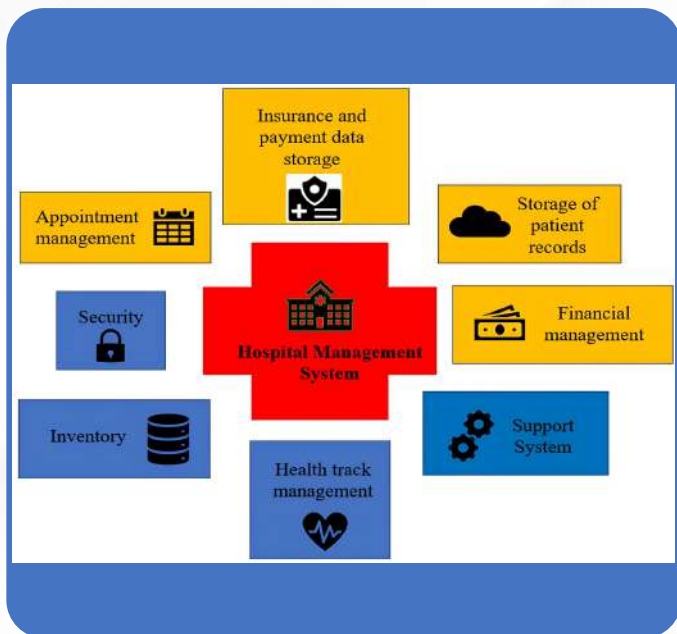 Insurance and
payment data
storage
Appointment
management
Storage of
patient
records
Security
Hospital Management
System
Financial
management
Inventory
Health track
management
Support
System